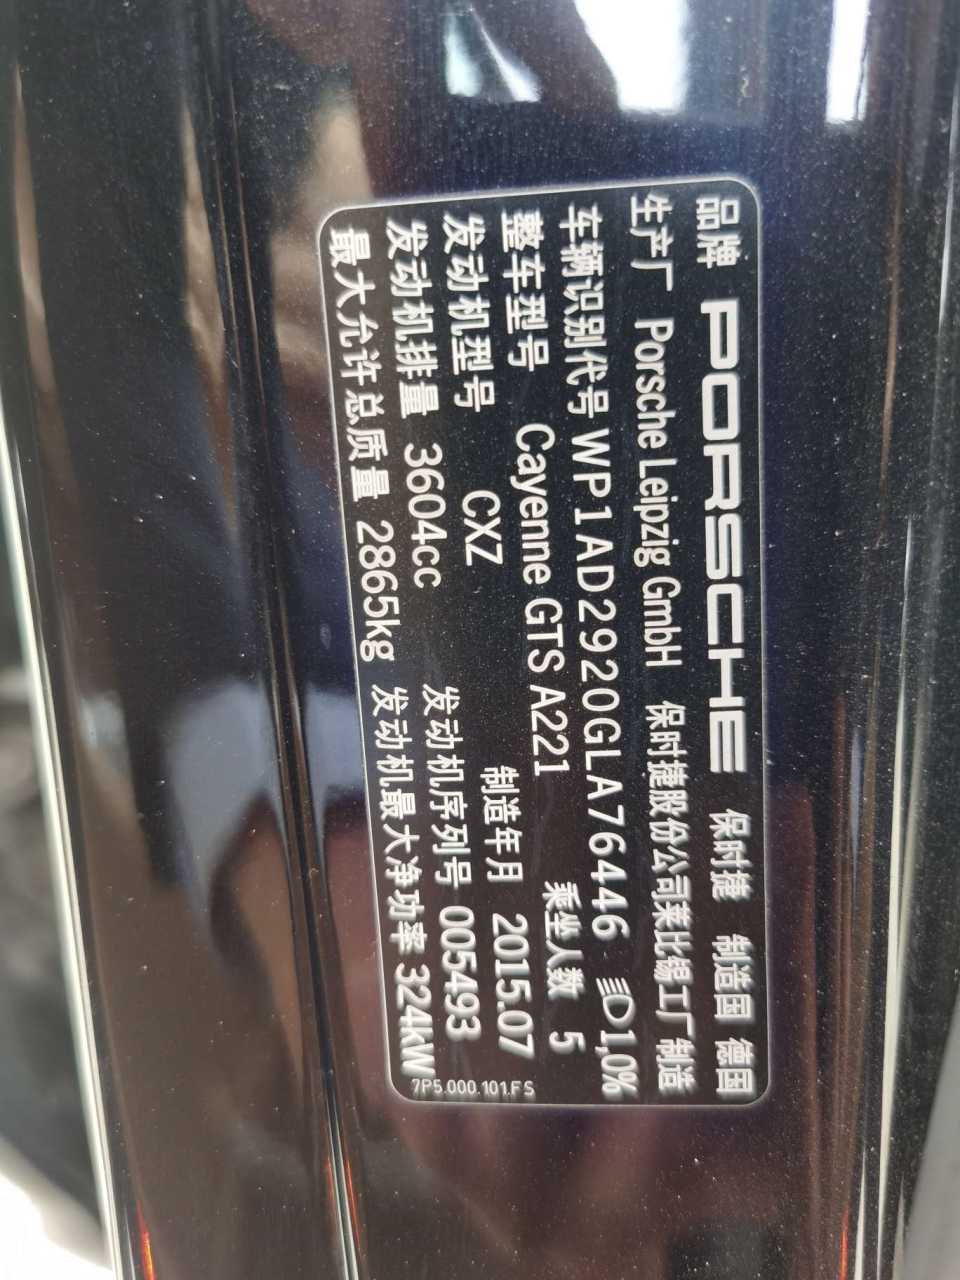 品牌 PORSCHE 保时捷 制造国 德国
生产厂 Porsche Leipzig GmbH 保时捷股份公司莱比锡工厂制造
车辆识别代号 WP1AD2920GLA76446 1,0%
整车型号 Cayenne GTS A221 乘坐人数 5
发动机型号 CXZ 制造年月 2015.07
发动机排量 3604cc 发动机序列号 005493
最大允许总质量 2865kg 发动机最大净功率 324kW
7P5.000.101.FS